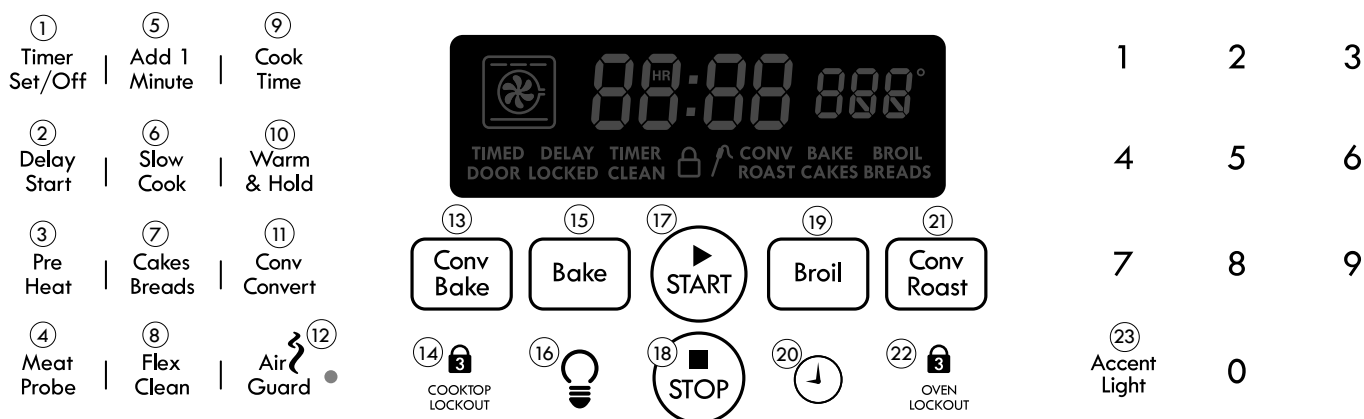 ① ⑤ ⑨
Timer Add 1 Cook
Set/Off Minute Time
② ⑥ ⑩
Delay Slow Warm
Start Cook & Hold
③ ⑦ ⑪
Pre Cakes Conv
Heat Breads Convert
④ ⑧ ⑫
Meat Flex Air
Probe Clean Guard
HR
88:88 888°
TIMED DELAY TIMER CONV BAKE BROIL
DOOR LOCKED CLEAN ROAST CAKES BREADS
⑬ ⑮ ⑰ ⑲ ㉑
Conv Bake START Broil Conv
Bake Roast
⑭ ⑯ ⑱ ⑳ ㉒
3 STOP 3
COOKTOP OVEN
LOCKOUT LOCKOUT
1 2 3
4 5 6
7 8 9
㉓
Accent 0
Light